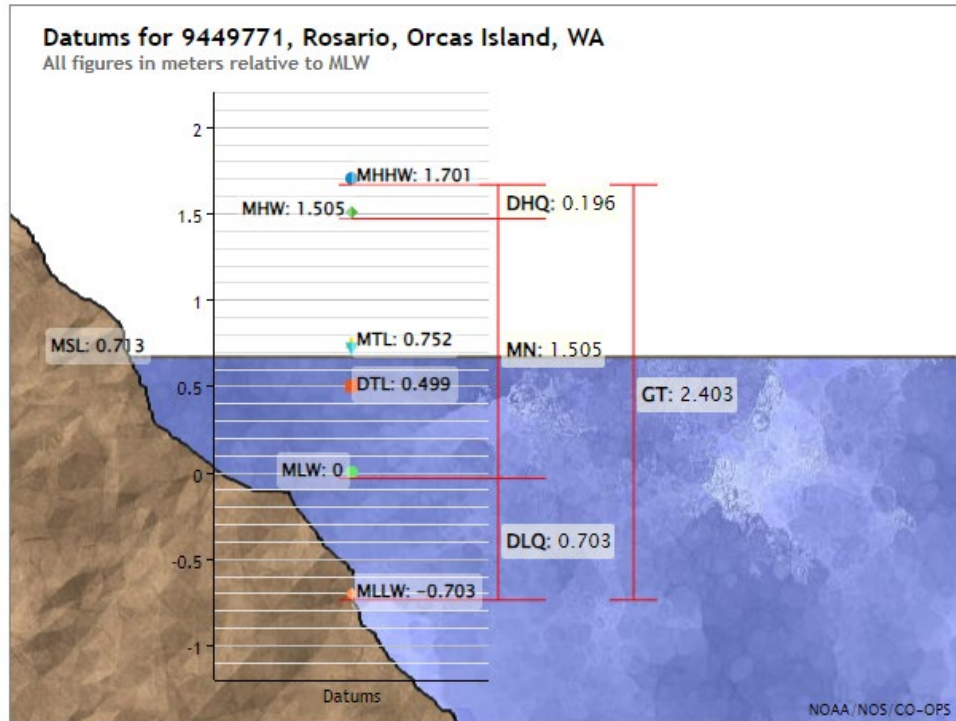 Datums for 9449771, Rosario, Orcas Island, WA
All figures in meters relative to MLW
2
MHHW: 1.701
DHQ: 0.196
MHW: 1.505
1.5
1
MTL: 0.752
MSL: 0.713
MN: 1.505
0.5
DTL: 0.499
GT: 2.403
MLW: 0
0
DLQ: 0.703
-0.5
MLLW: -0.703
-1
Datums
NOAA/NOS/CO-OPS